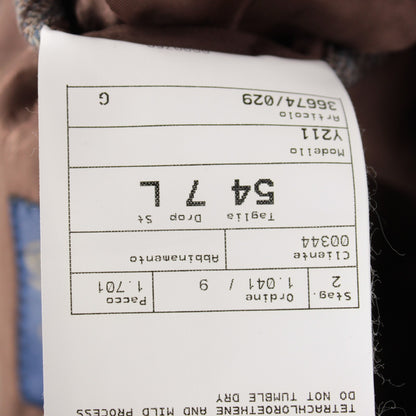 TETRACHLOROETHENE AND MILD PROCESS
DO NOT TUMBLE DRY
Stag. Ordine Pacco
2 1.041 / 9 1.701
Cliente Abbinamento
00344
Taglia Drop St
54 7 L
Modello
Y211
Articolo
36674/029 G